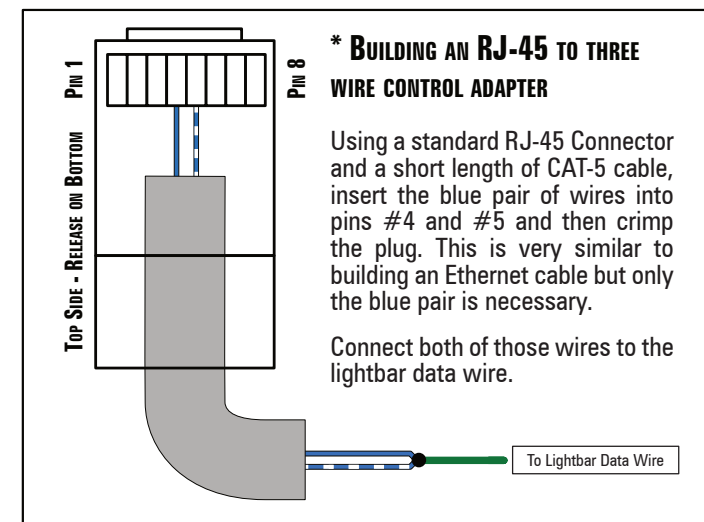 * BUILDING AN RJ-45 TO THREE
WIRE CONTROL ADAPTER
Using a standard RJ-45 Connector
and a short length of CAT-5 cable,
insert the blue pair of wires into
pins #4 and #5 and then crimp
the plug. This is very similar to
building an Ethernet cable but only
the blue pair is necessary.
Connect both of those wires to the
lightbar data wire.
PIN 1
PIN 8
TOP SIDE - RELEASE ON BOTTOM
To Lightbar Data Wire